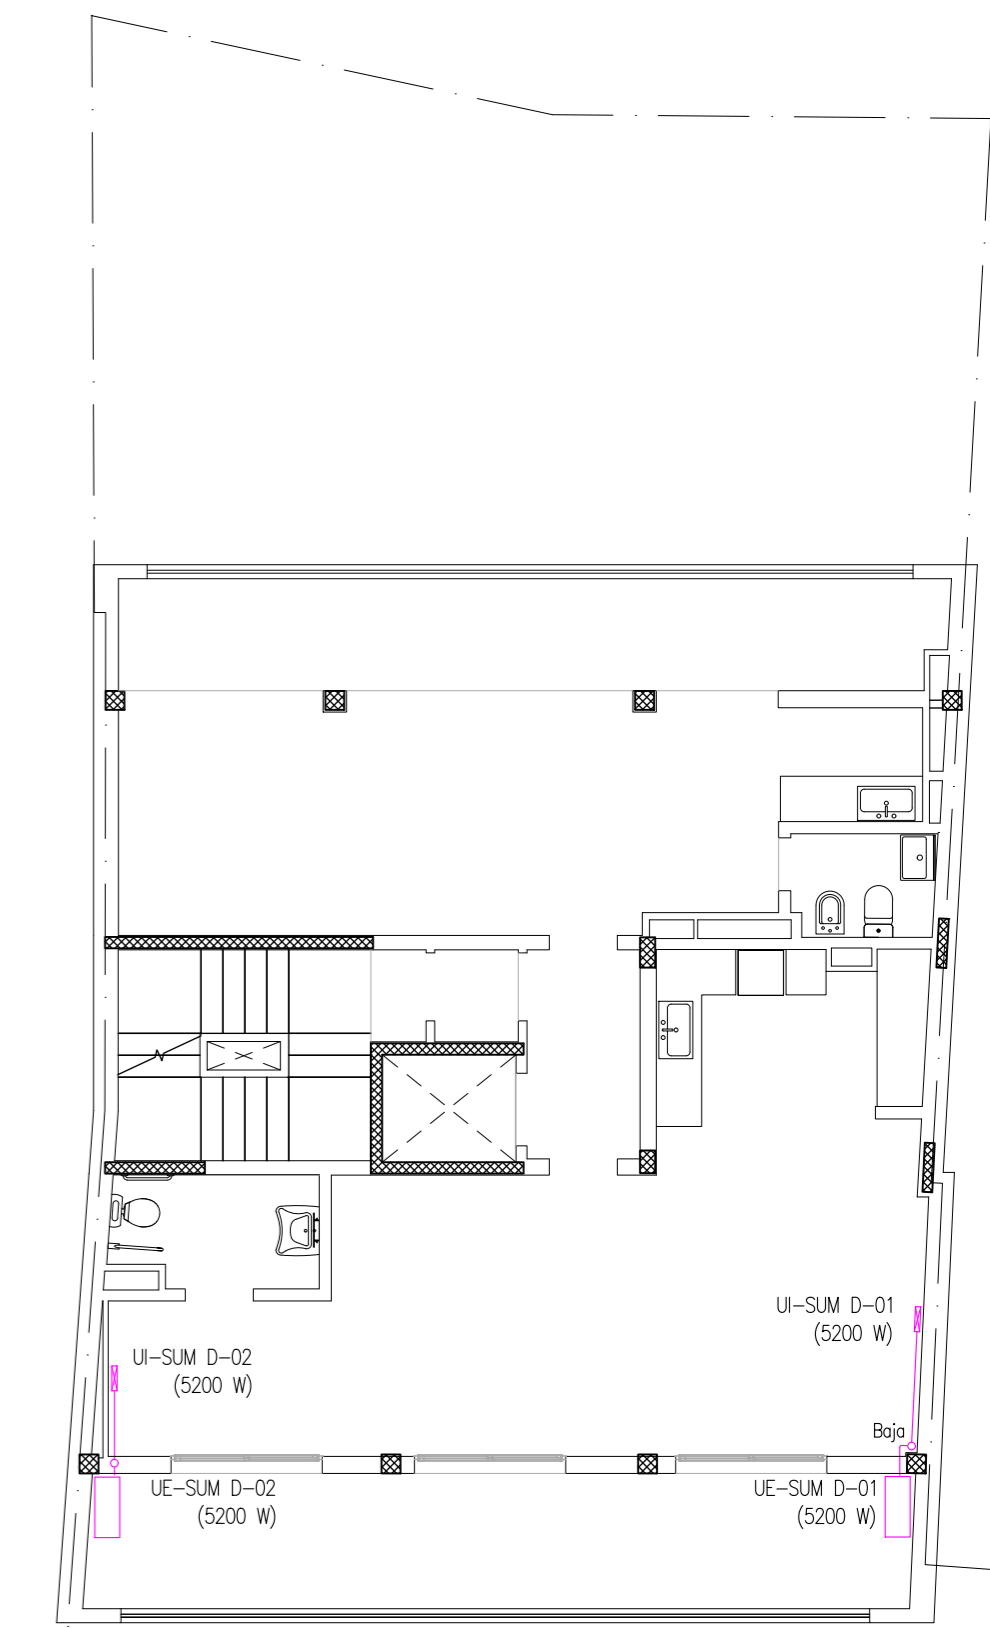 UI-SUM D-01
(5200 W)
UI-SUM D-02
(5200 W)
Baja
UE-SUM D-02
(5200 W)
UE-SUM D-01
(5200 W)